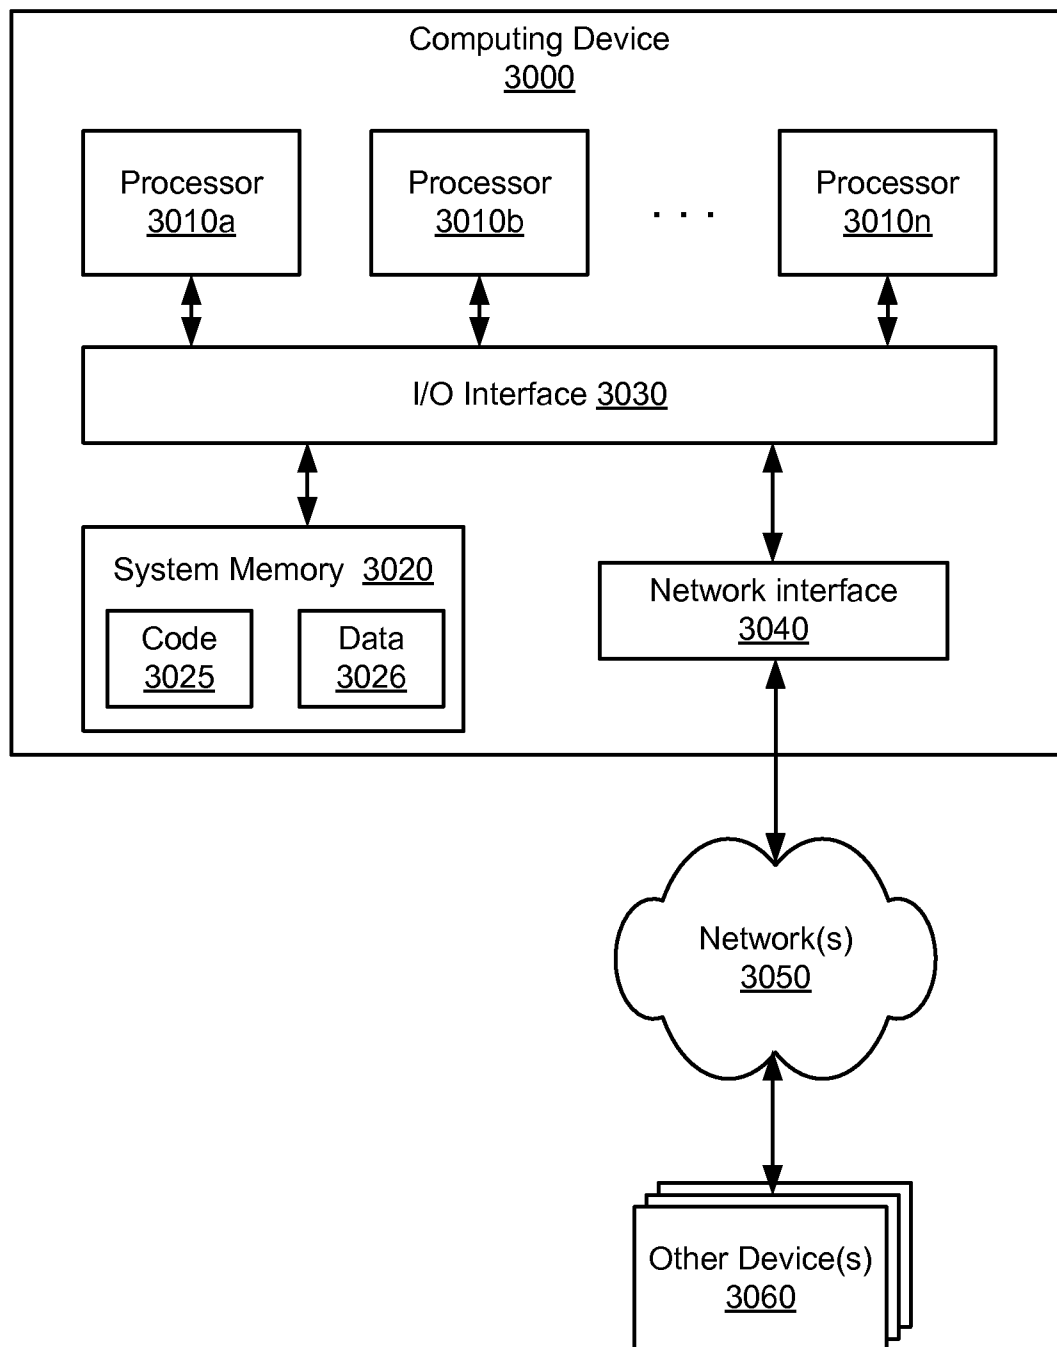 Computing Device
3000
Processor
3010a
Processor
3010b
. . .
Processor
3010n
I/O Interface 3030
System Memory 3020
Code
3025
Data
3026
Network interface
3040
Network(s)
3050
Other Device(s)
3060